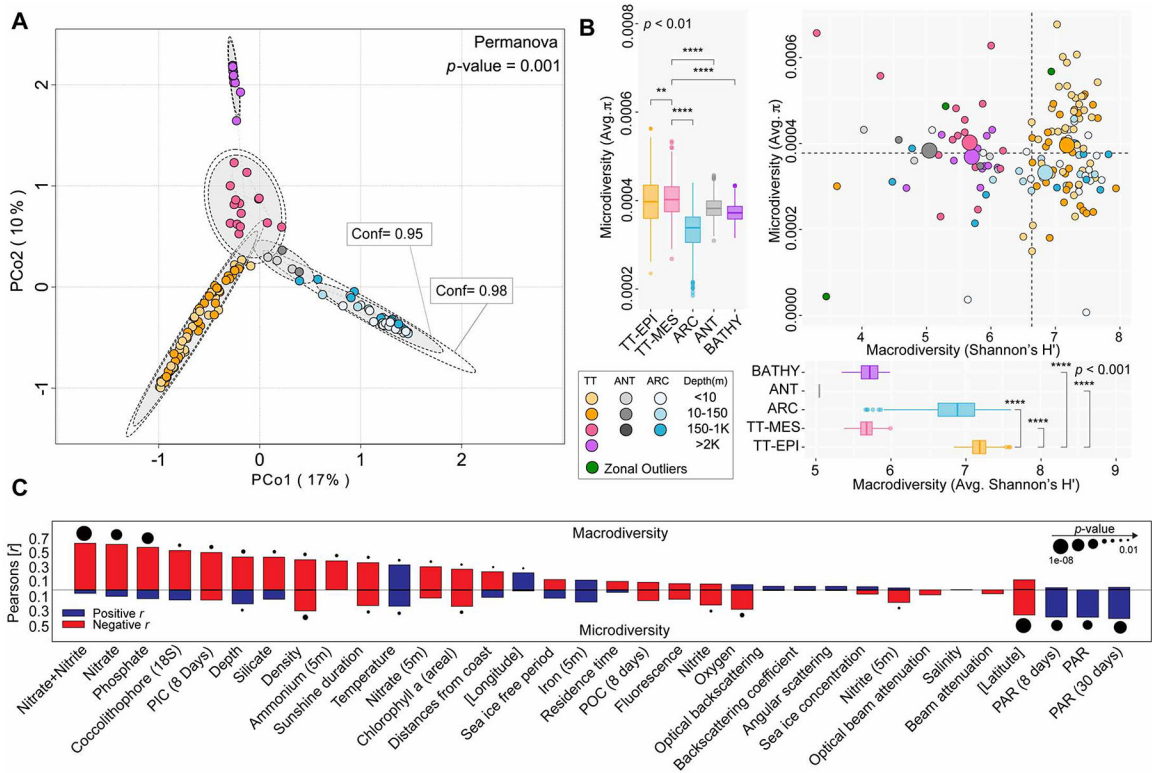 A
Permanova
p-value = 0.001
2
1
0
-1
PCo2 ( 10 % )
Conf= 0.95
Conf= 0.98
-1
0
1
2
PCo1 ( 17% )
B
p < 0.01
0.0008
0.0006
0.0004
0.0002
Microdiversity (Avg. π)
**
****
****
****
TT-EPI
TT-MES
ARC
ANT
BATHY
Microdiversity (Avg. π)
0.0006
0.0004
0.0002
0.0000
4
5
6
7
8
Macrodiversity (Shannon's H')
TT ANT ARC Depth(m)
<10
10-150
150-1K
>2K
Zonal Outliers
BATHY
ANT
ARC
TT-MES
TT-EPI
p < 0.001
****
****
****
****
5
6
7
8
9
Macrodiversity (Avg. Shannon's H')
C
Pearsons [r]
0.7
0.5
0.3
0.1
0.1
0.3
0.5
Macrodiversity
Microdiversity
Positive r
Negative r
p-value
1e-08
0.01
Nitrate+Nitrite
Nitrate
Phosphate
Coccolithophore (18S)
PIC (8 Days)
Depth
Silicate
Density
Ammonium (5m)
Sunshine duration
Temperature
Nitrate (5m)
Chlorophyll a (areal)
Distances from coast
[Longitude]
Sea ice free period
Iron (5m)
Residence time
POC (8 days)
Fluorescence
Nitrite
Oxygen
Optical backscattering
Backscattering coefficient
Angular scattering
Sea ice concentration
Nitrite (5m)
Optical beam attenuation
Salinity
Beam attenuation
[Latitute]
PAR (8 days)
PAR
PAR (30 days)